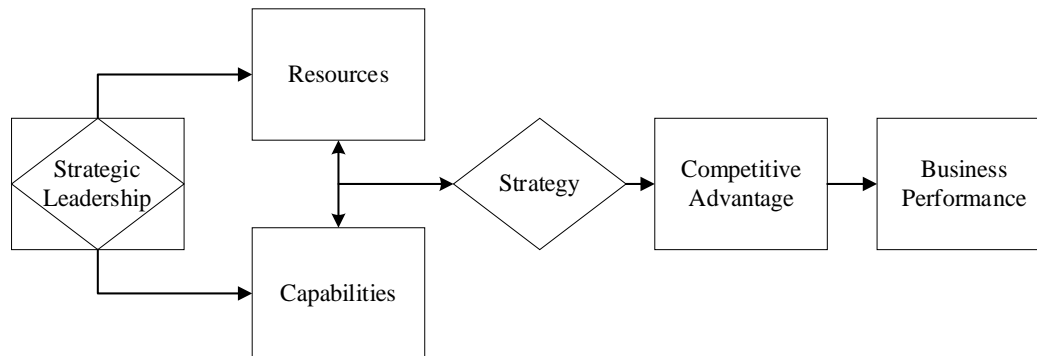 Resources
Strategic
Leadership
Strategy
Competitive
Advantage
Business
Performance
Capabilities